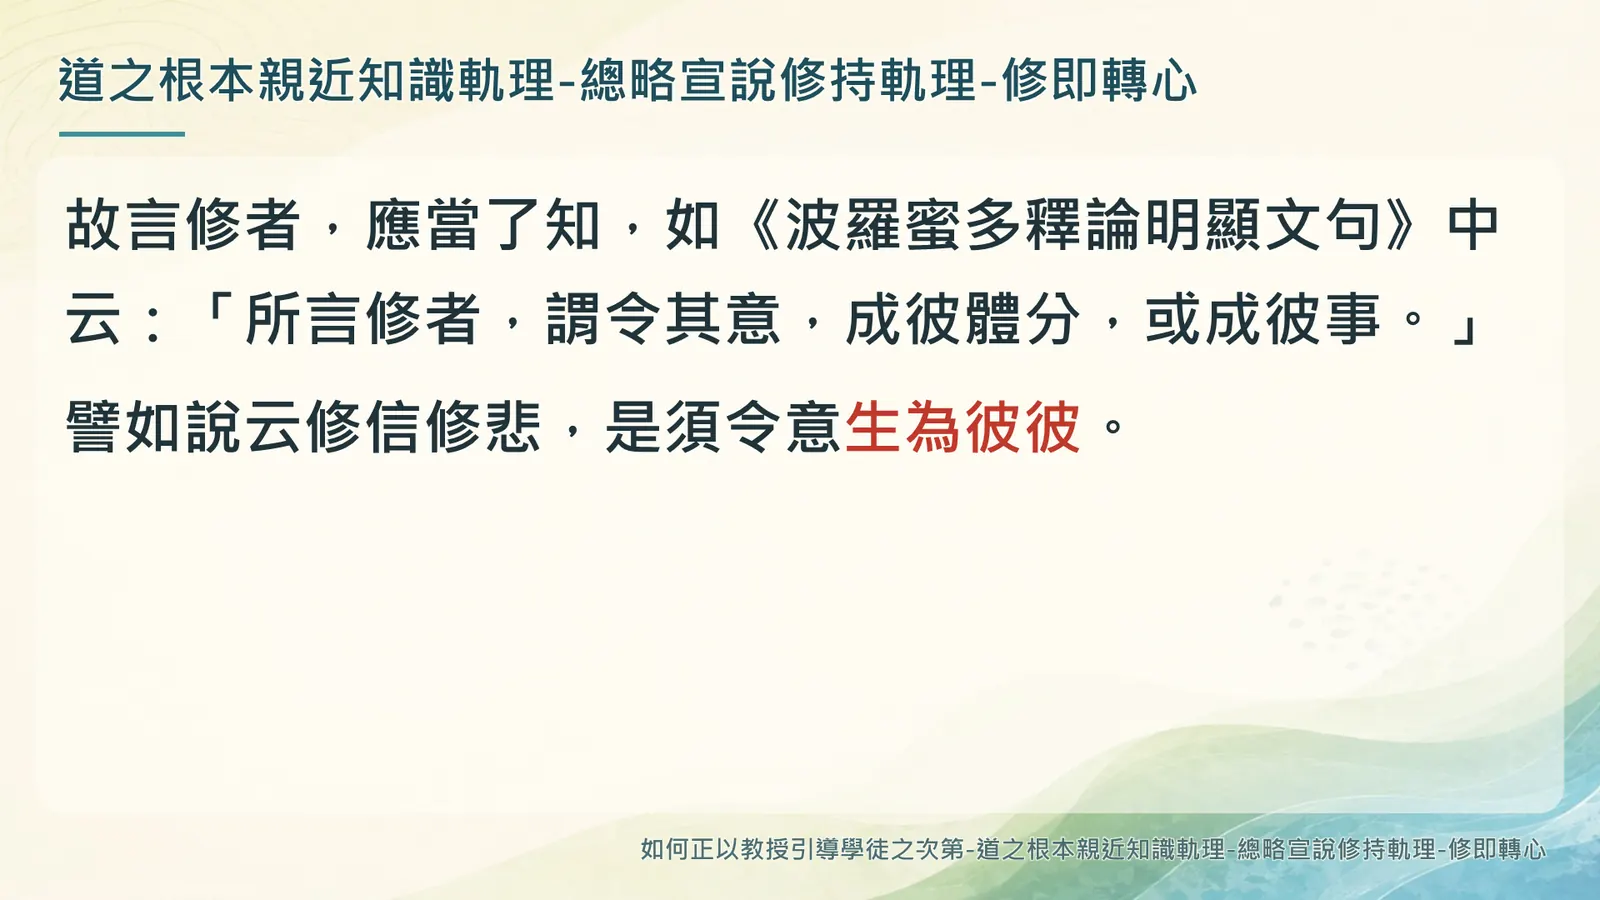 道之根本親近知識軌理-總略宣說修持軌理-修即轉心
故言修者，應當了知，如《波羅蜜多釋論明顯文句》中
云：「所言修者，謂令其意，成彼體分，或成彼事。」
譬如說云修信修悲，是須令意生為彼彼。
如何正以教授引導學徒之次第-道之根本親近知識軌理-總略宣說修持軌理-修即轉心